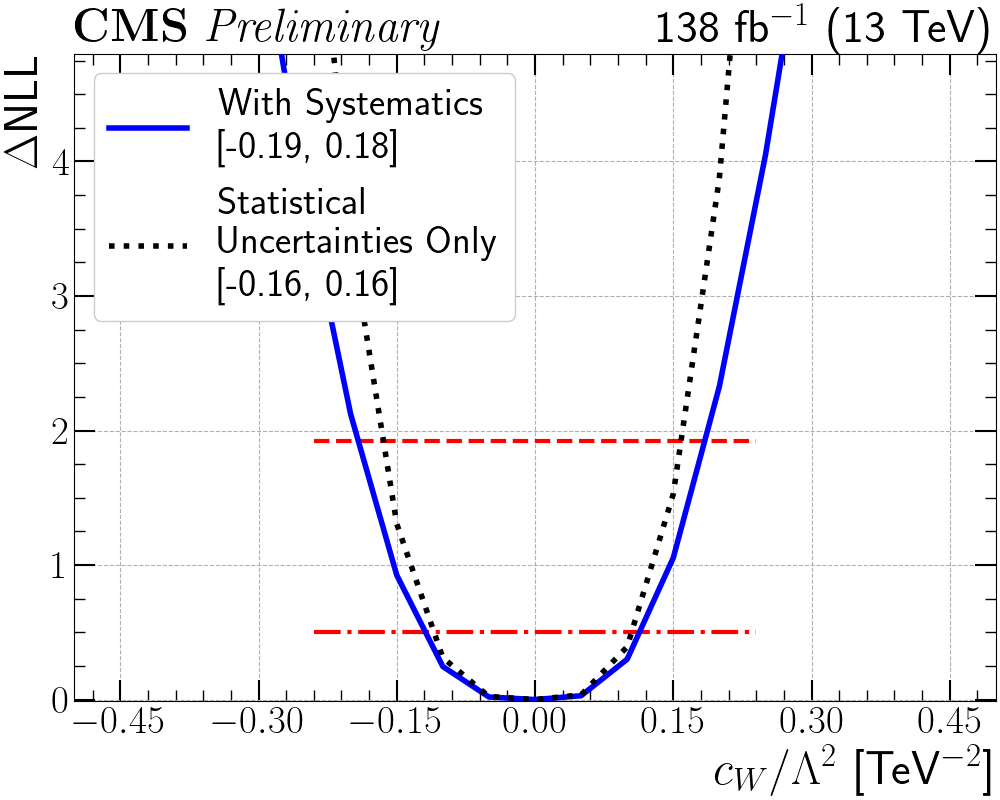 CMS Preliminary 138 fb⁻¹ (13 TeV)
ΔNLL
With Systematics
[-0.19, 0.18]
Statistical
Uncertainties Only
[-0.16, 0.16]
4
3
2
1
0
−0.45 −0.30 −0.15 0.00 0.15 0.30 0.45
c_W/Λ² [TeV⁻²]